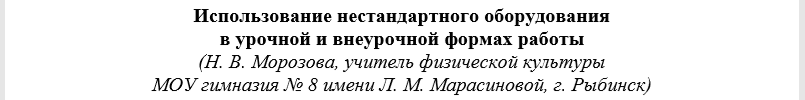 Использование нестандартного оборудования
в урочной и внеурочной формах работы
(Н. В. Морозова, учитель физической культуры
МОУ гимназия № 8 имени Л. М. Марасиновой, г. Рыбинск)